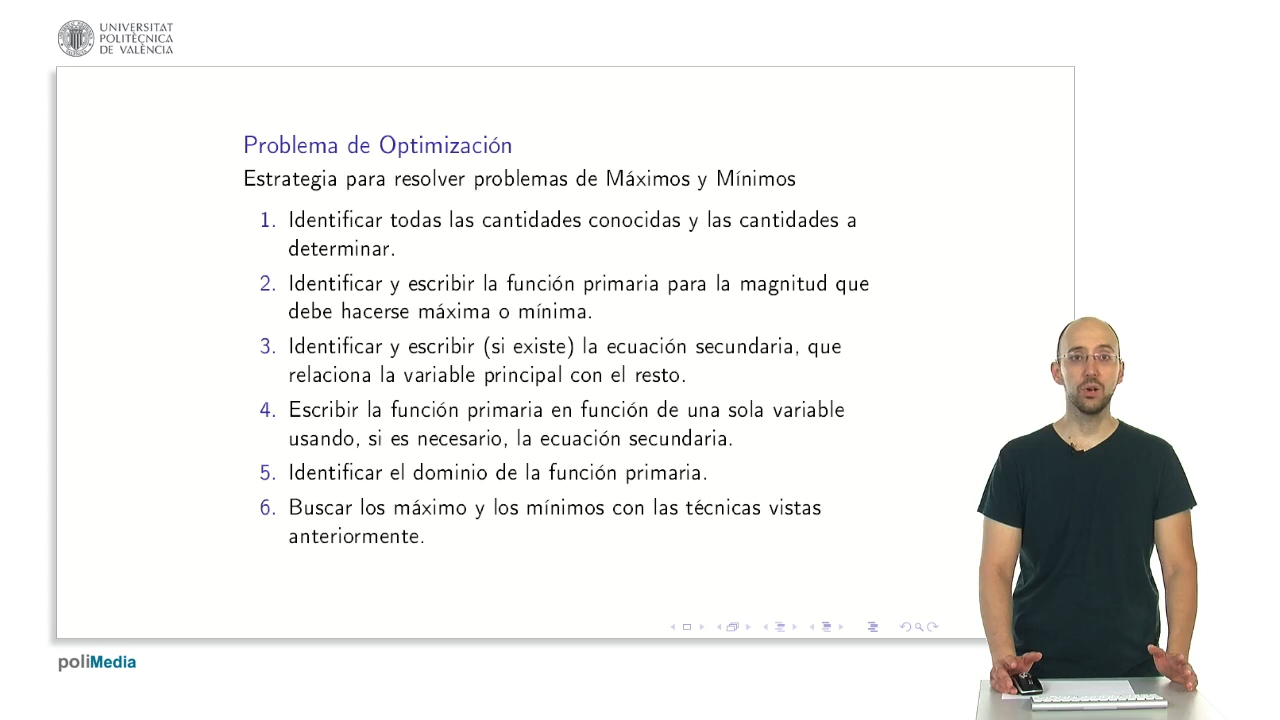 UNIVERSITAT
POLITÈCNICA
DE VALÈNCIA
Problema de Optimización
Estrategia para resolver problemas de Máximos y Mínimos
1. Identificar todas las cantidades conocidas y las cantidades a
determinar.
2. Identificar y escribir la función primaria para la magnitud que
debe hacerse máxima o mínima.
3. Identificar y escribir (si existe) la ecuación secundaria, que
relaciona la variable principal con el resto.
4. Escribir la función primaria en función de una sola variable
usando, si es necesario, la ecuación secundaria.
5. Identificar el dominio de la función primaria.
6. Buscar los máximo y los mínimos con las técnicas vistas
anteriormente.
poliMedia